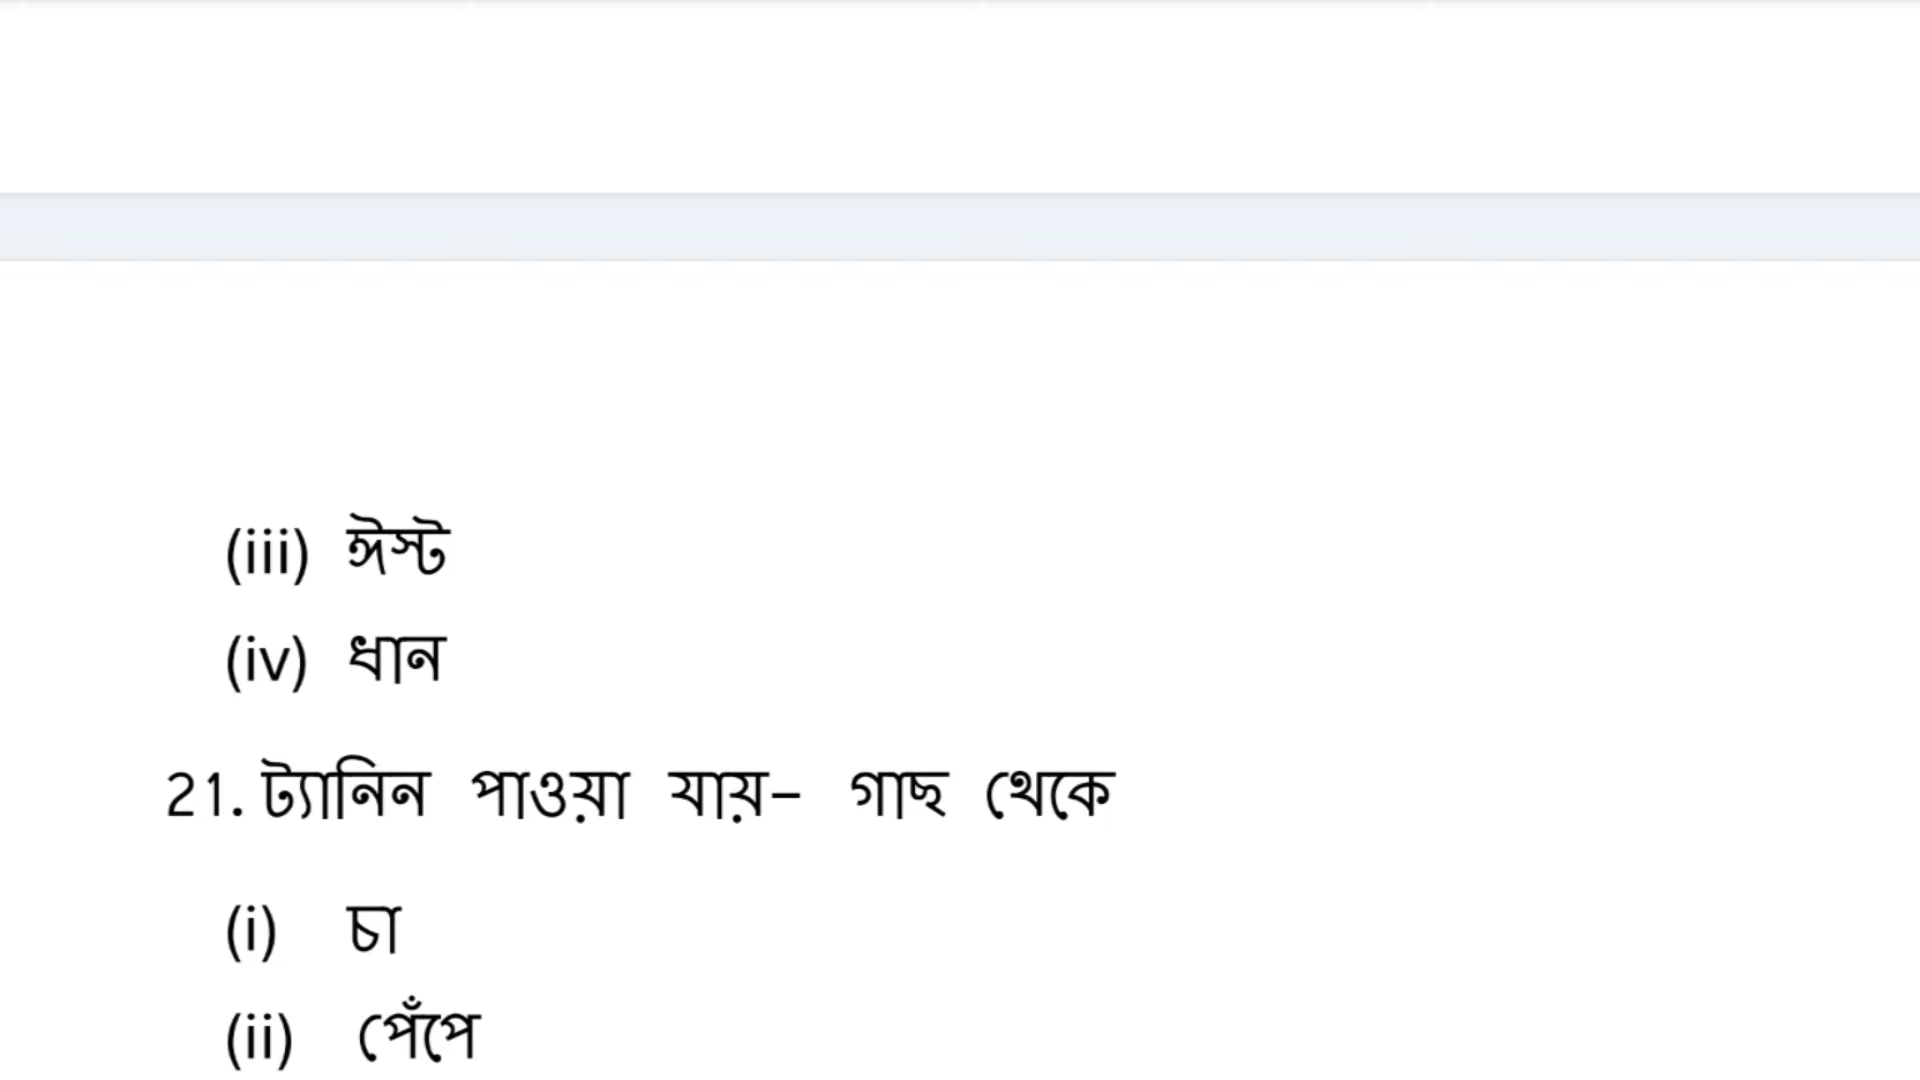 (iii) ঈস্ট
(iv) ধান
21. ট্যানিন পাওয়া যায়– গাছ থেকে
(i) চা
(ii) পেঁপে